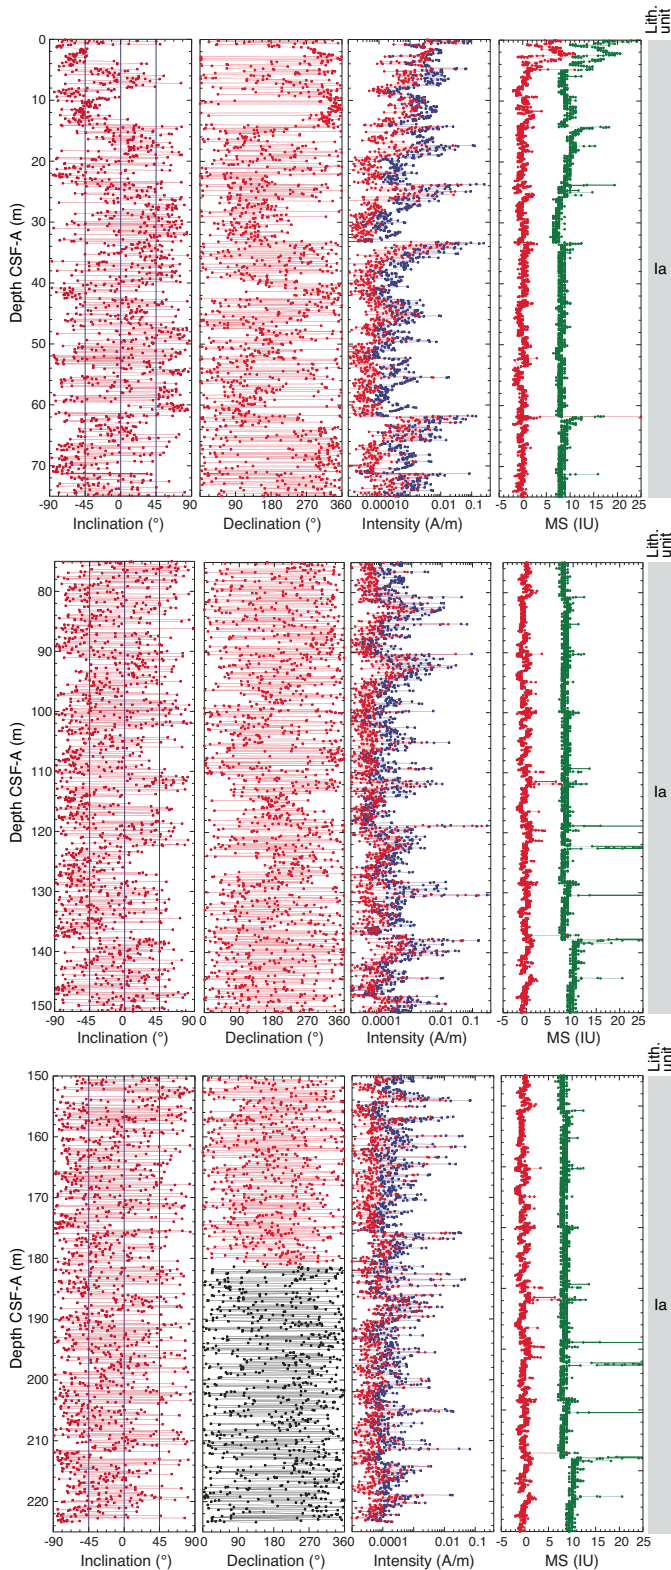 Lith. unit
0
10
20
30
40
50
60
70
Depth CSF-A (m)
Ia
-90 -45 0 45 90
0 90 180 270 360
0.0001 0 0.01 0.1
-5 0 5 10 15 20 25
Inclination (°) Declination (°) Intensity (A/m) MS (IU)
Lith. unit
80
90
100
110
120
130
140
150
Depth CSF-A (m)
Ia
-90 -45 0 45 90
0 90 180 270 360
0.0001 0.01 0.1
-5 0 5 10 15 20 25
Inclination (°) Declination (°) Intensity (A/m) MS (IU)
Lith. unit
150
160
170
180
190
200
210
220
Depth CSF-A (m)
Ia
-90 -45 0 45 90
0 90 180 270 360
0.0001 0.01 0.1
-5 0 5 10 15 20 25
Inclination (°) Declination (°) Intensity (A/m) MS (IU)